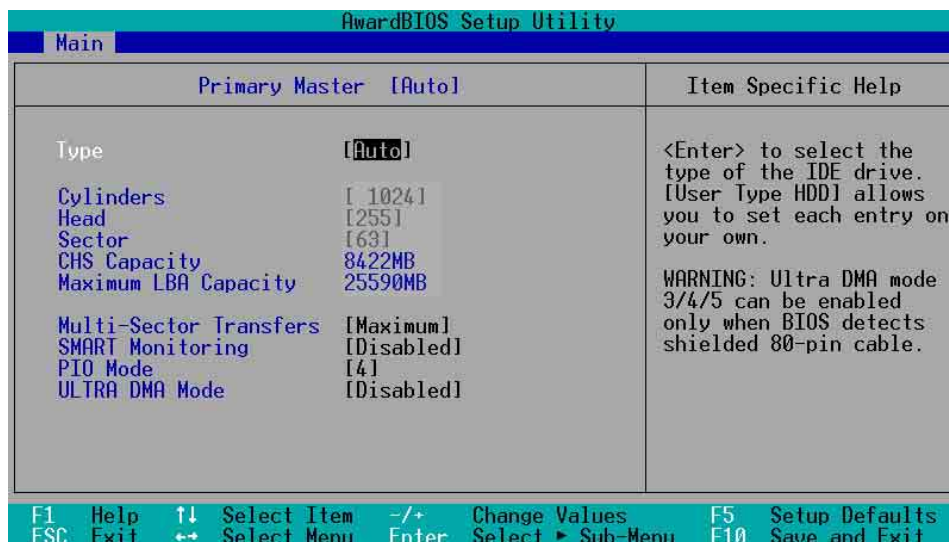 AwardBIOS Setup Utility
Main
Primary Master [Auto]
Type [Auto]
Cylinders [ 1024]
Head [255]
Sector [63]
CHS Capacity 8422MB
Maximum LBA Capacity 25590MB
Multi-Sector Transfers [Maximum]
SMART Monitoring [Disabled]
PIO Mode [4]
ULTRA DMA Mode [Disabled]
Item Specific Help
<Enter> to select the
type of the IDE drive.
[User Type HDD] allows
you to set each entry on
your own.
WARNING: Ultra DMA mode
3/4/5 can be enabled
only when BIOS detects
shielded 80-pin cable.
F1 Help ↑↓ Select Item -/+ Change Values F5 Setup Defaults
ESC Exit ←→ Select Menu Enter Select ► Sub-Menu F10 Save and Exit